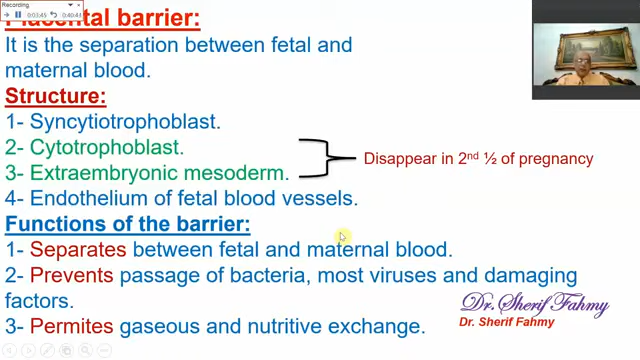 Recording
0:03:45
0:40:44
Placental barrier:
It is the separation between fetal and
maternal blood.
Structure:
1- Syncytiotrophoblast.
2- Cytotrophoblast.
3- Extraembryonic mesoderm.
Disappear in 2nd ½ of pregnancy
4- Endothelium of fetal blood vessels.
Functions of the barrier:
1- Separates between fetal and maternal blood.
2- Prevents passage of bacteria, most viruses and damaging
factors.
3- Permites gaseous and nutritive exchange.
Dr. Sherif Fahmy
Dr. Sherif Fahmy